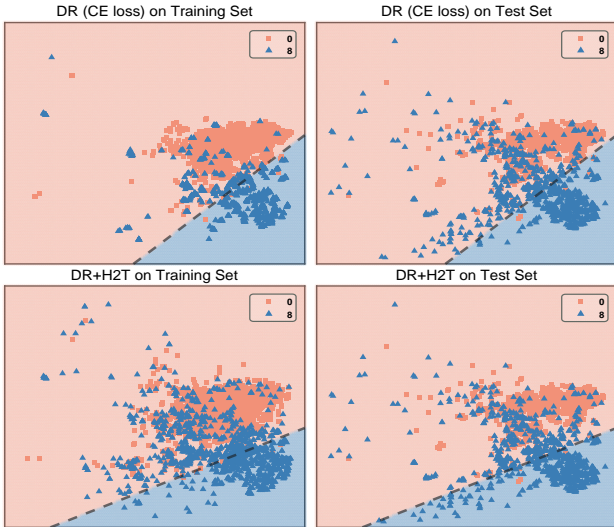 DR (CE loss) on Training Set
0
8
DR (CE loss) on Test Set
0
8
DR+H2T on Training Set
0
8
DR+H2T on Test Set
0
8